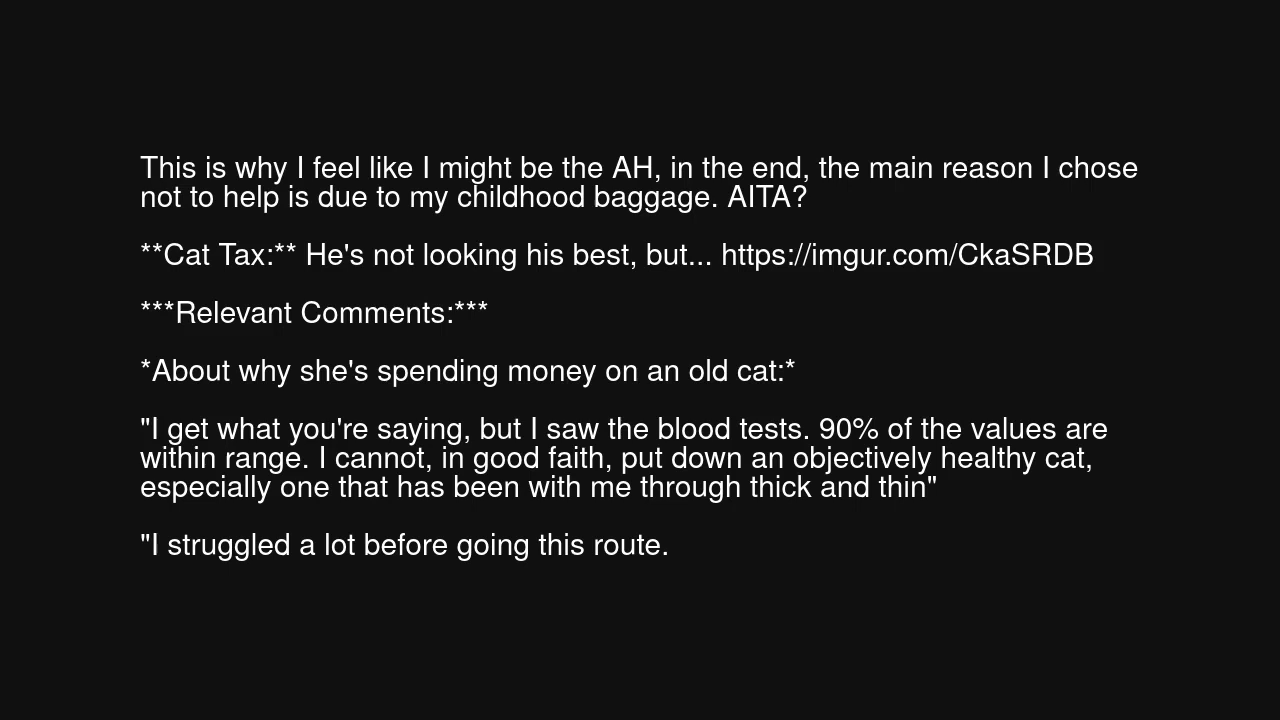 This is why I feel like I might be the AH, in the end, the main reason I chose
not to help is due to my childhood baggage. AITA?
**Cat Tax:** He's not looking his best, but... https://imgur.com/CkaSRDB
***Relevant Comments:***
*About why she's spending money on an old cat:*
"I get what you're saying, but I saw the blood tests. 90% of the values are
within range. I cannot, in good faith, put down an objectively healthy cat,
especially one that has been with me through thick and thin"
"I struggled a lot before going this route.